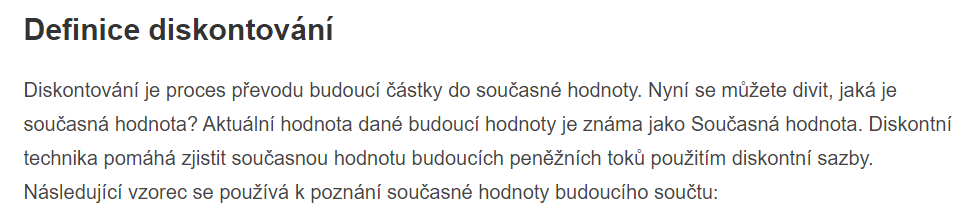 Definice diskontování
Diskontování je proces převodu budoucí částky do současné hodnoty. Nyní se můžete divit, jaká je
současná hodnota? Aktuální hodnota dané budoucí hodnoty je známa jako Současná hodnota. Diskontní
technika pomáhá zjistit současnou hodnotu budoucích peněžních toků použitím diskontní sazby.
Následující vzorec se používá k poznání současné hodnoty budoucího součtu: